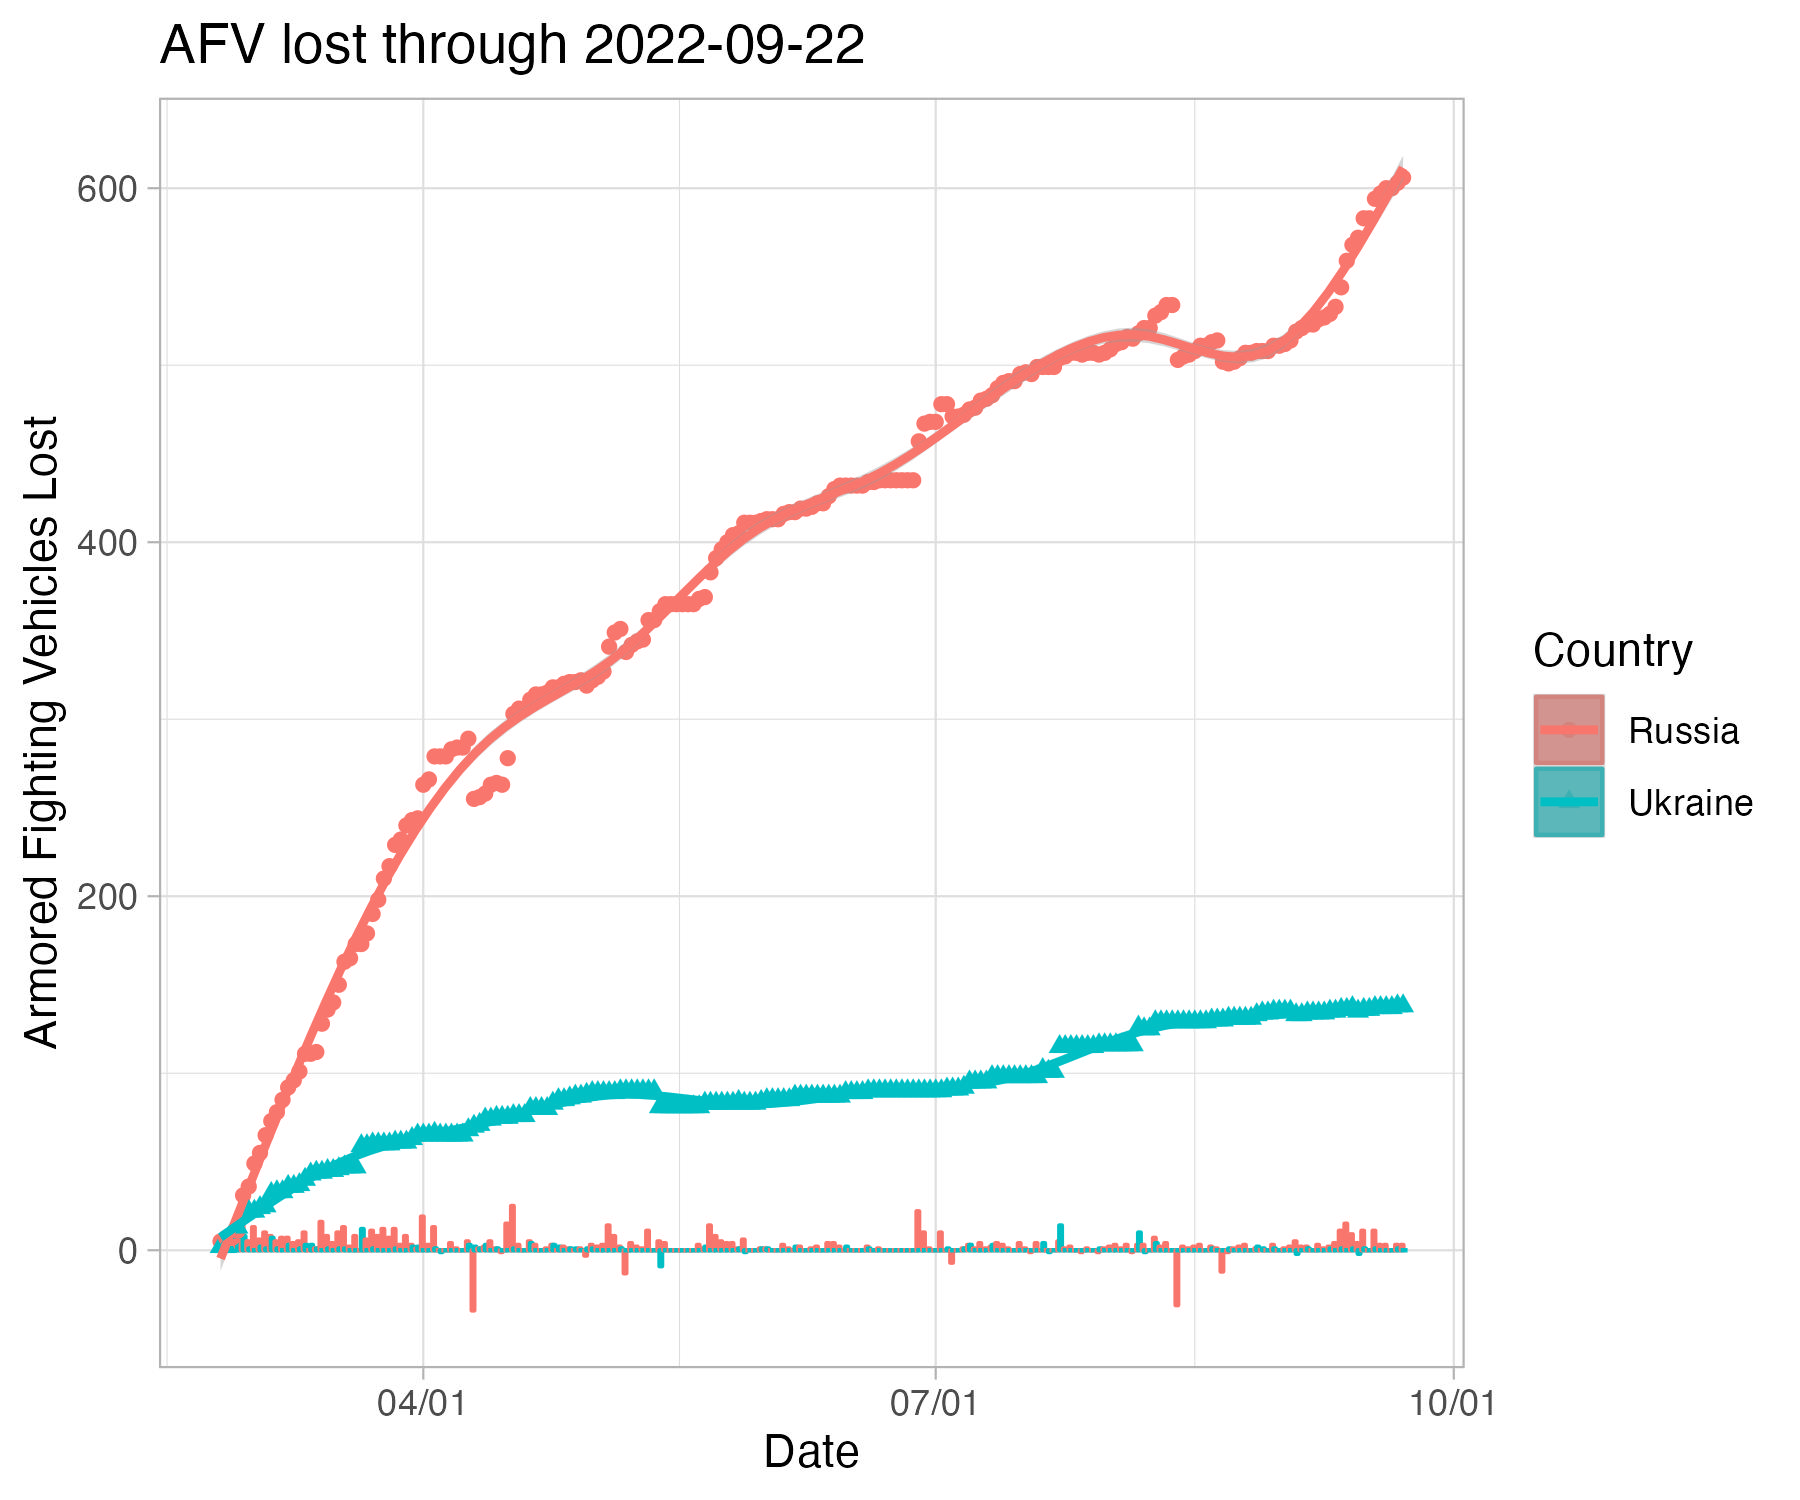 AFV lost through 2022-09-22
Armored Fighting Vehicles Lost
600
400
200
0
04/01
07/01
10/01
Date
Country
Russia
Ukraine